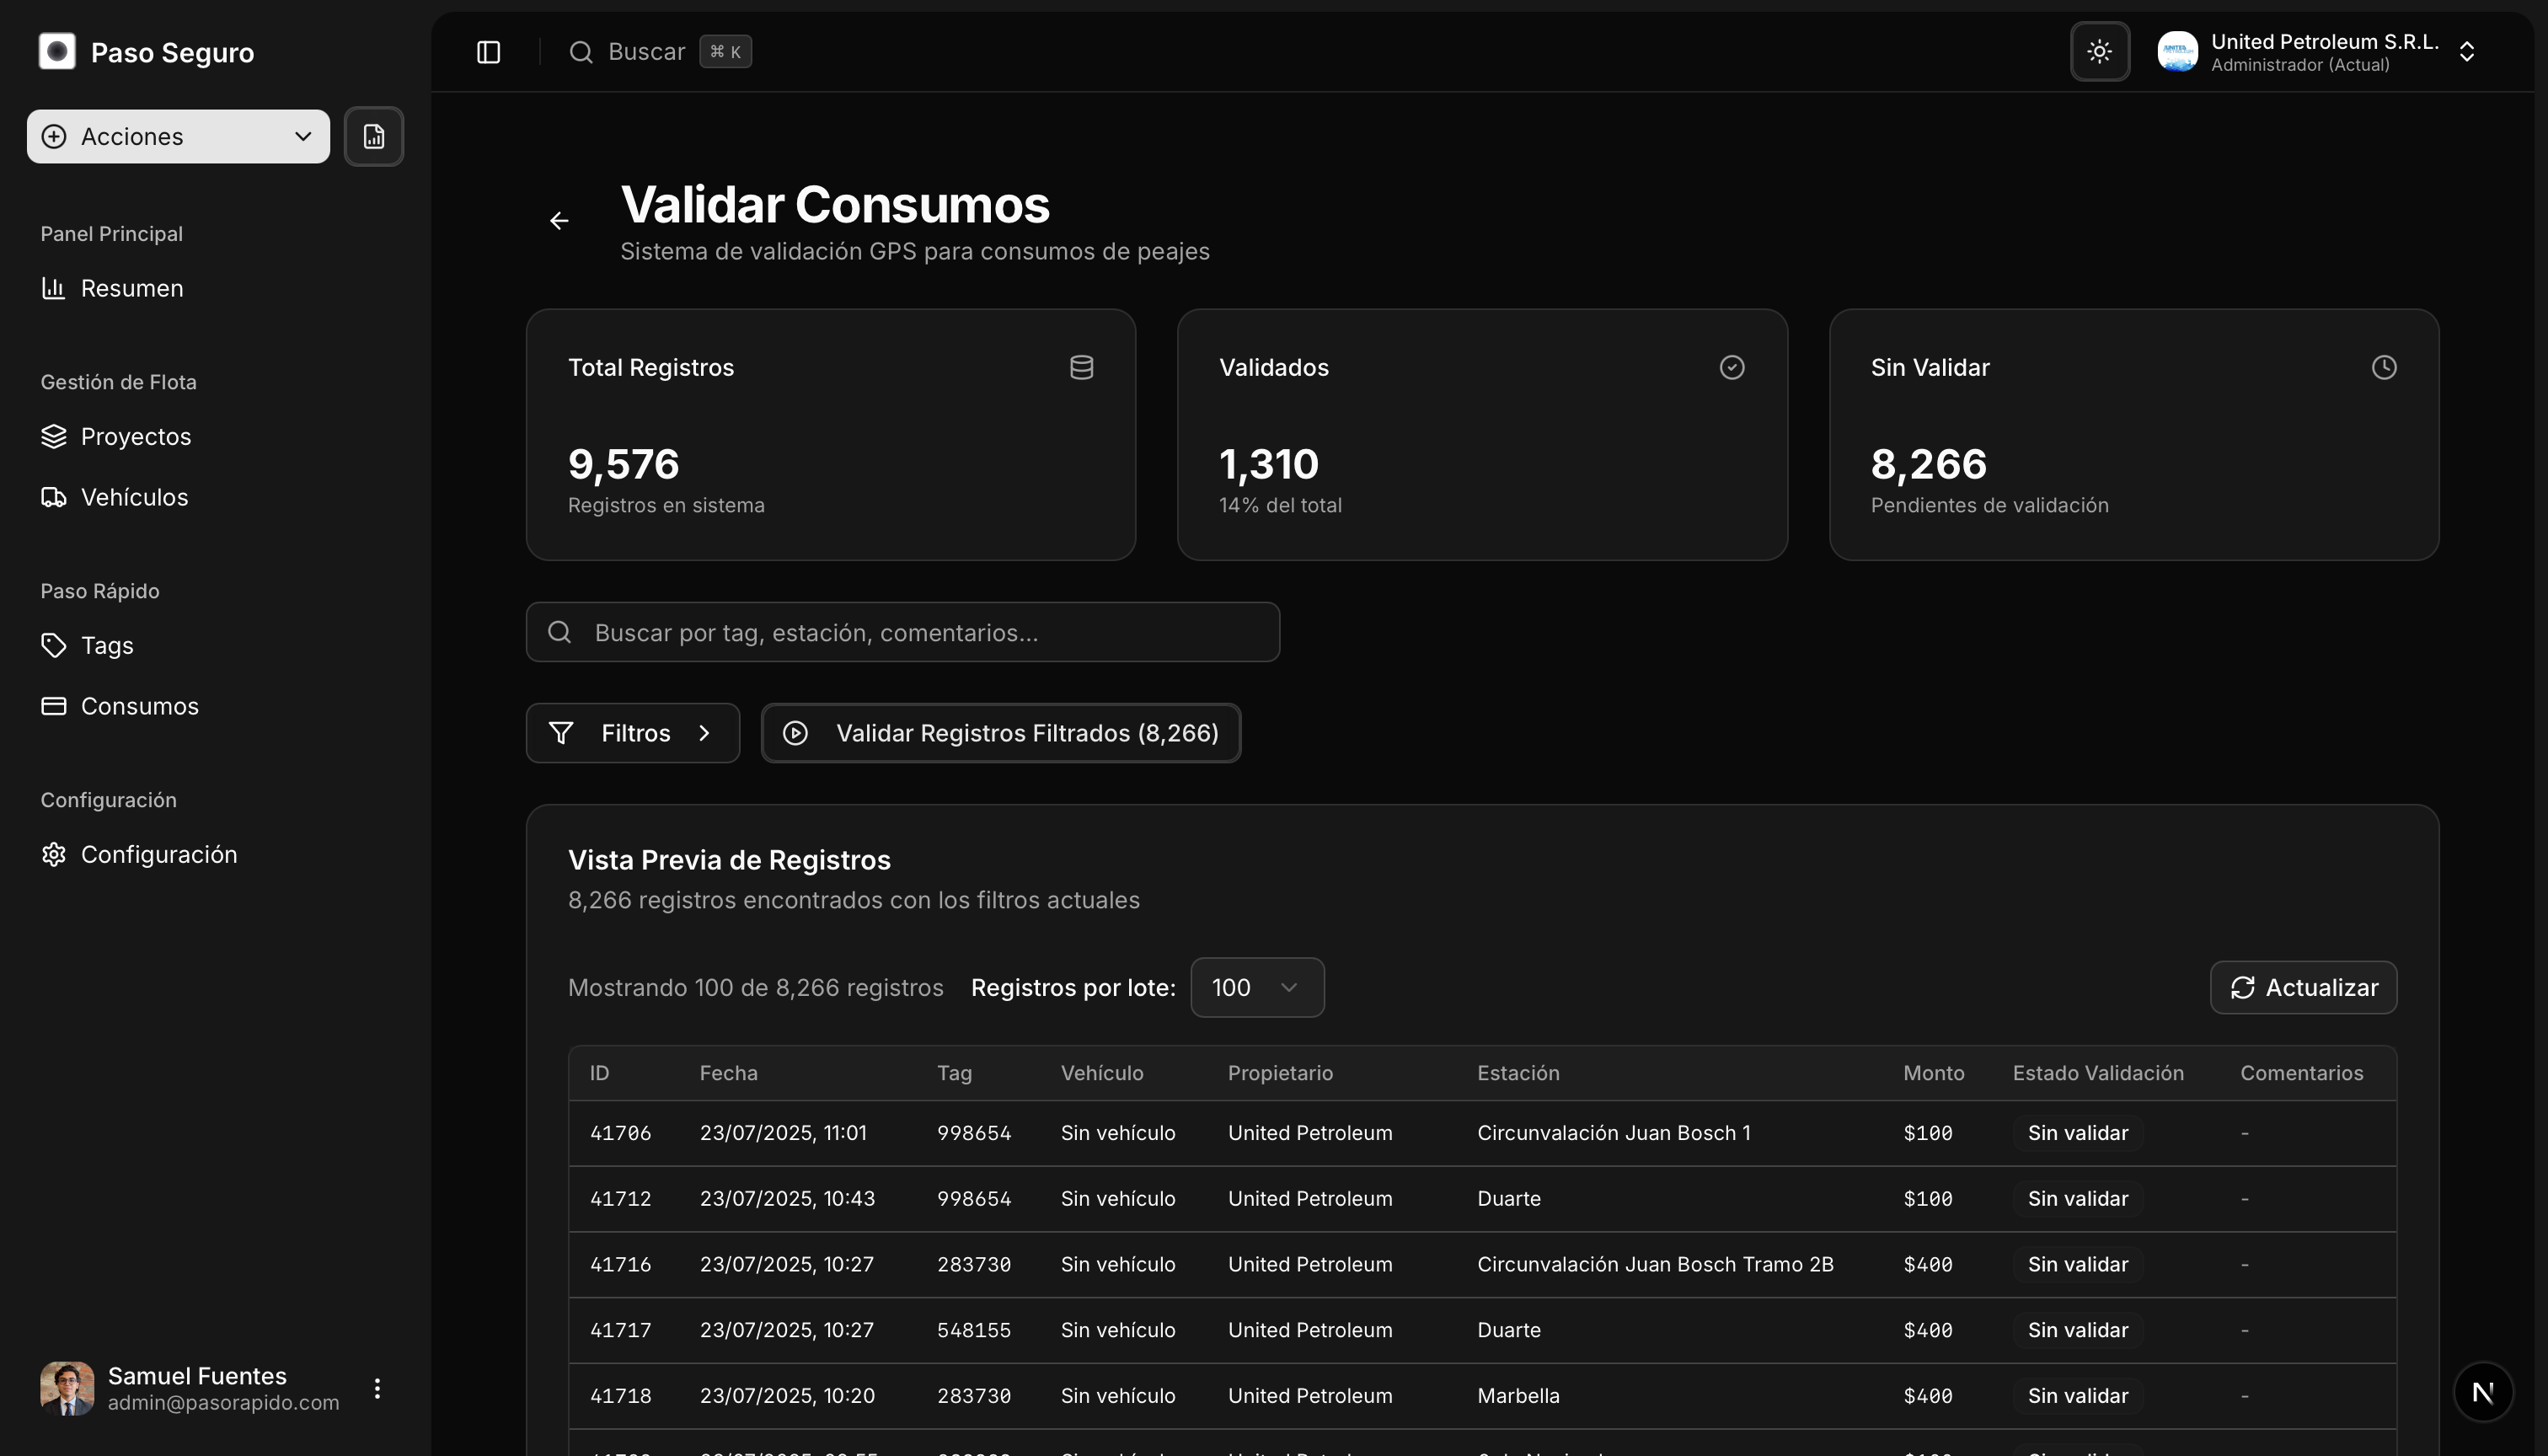 Paso Seguro
Acciones
Panel Principal
Resumen
Gestión de Flota
Proyectos
Vehículos
Paso Rápido
Tags
Consumos
Configuración
Configuración
Samuel Fuentes
admin@pasorapido.com
Buscar ⌘ K
United Petroleum S.R.L.
Administrador (Actual)
Validar Consumos
Sistema de validación GPS para consumos de peajes
Total Registros
9,576
Registros en sistema
Validados
1,310
14% del total
Sin Validar
8,266
Pendientes de validación
Buscar por tag, estación, comentarios...
Filtros
Validar Registros Filtrados (8,266)
Vista Previa de Registros
8,266 registros encontrados con los filtros actuales
Mostrando 100 de 8,266 registros Registros por lote: 100 Actualizar
ID Fecha Tag Vehículo Propietario Estación Monto Estado Validación Comentarios
41706 23/07/2025, 11:01 998654 Sin vehículo United Petroleum Circunvalación Juan Bosch 1 $100 Sin validar -
41712 23/07/2025, 10:43 998654 Sin vehículo United Petroleum Duarte $100 Sin validar -
41716 23/07/2025, 10:27 283730 Sin vehículo United Petroleum Circunvalación Juan Bosch Tramo 2B $400 Sin validar -
41717 23/07/2025, 10:27 548155 Sin vehículo United Petroleum Duarte $400 Sin validar -
41718 23/07/2025, 10:20 283730 Sin vehículo United Petroleum Marbella $400 Sin validar -
N